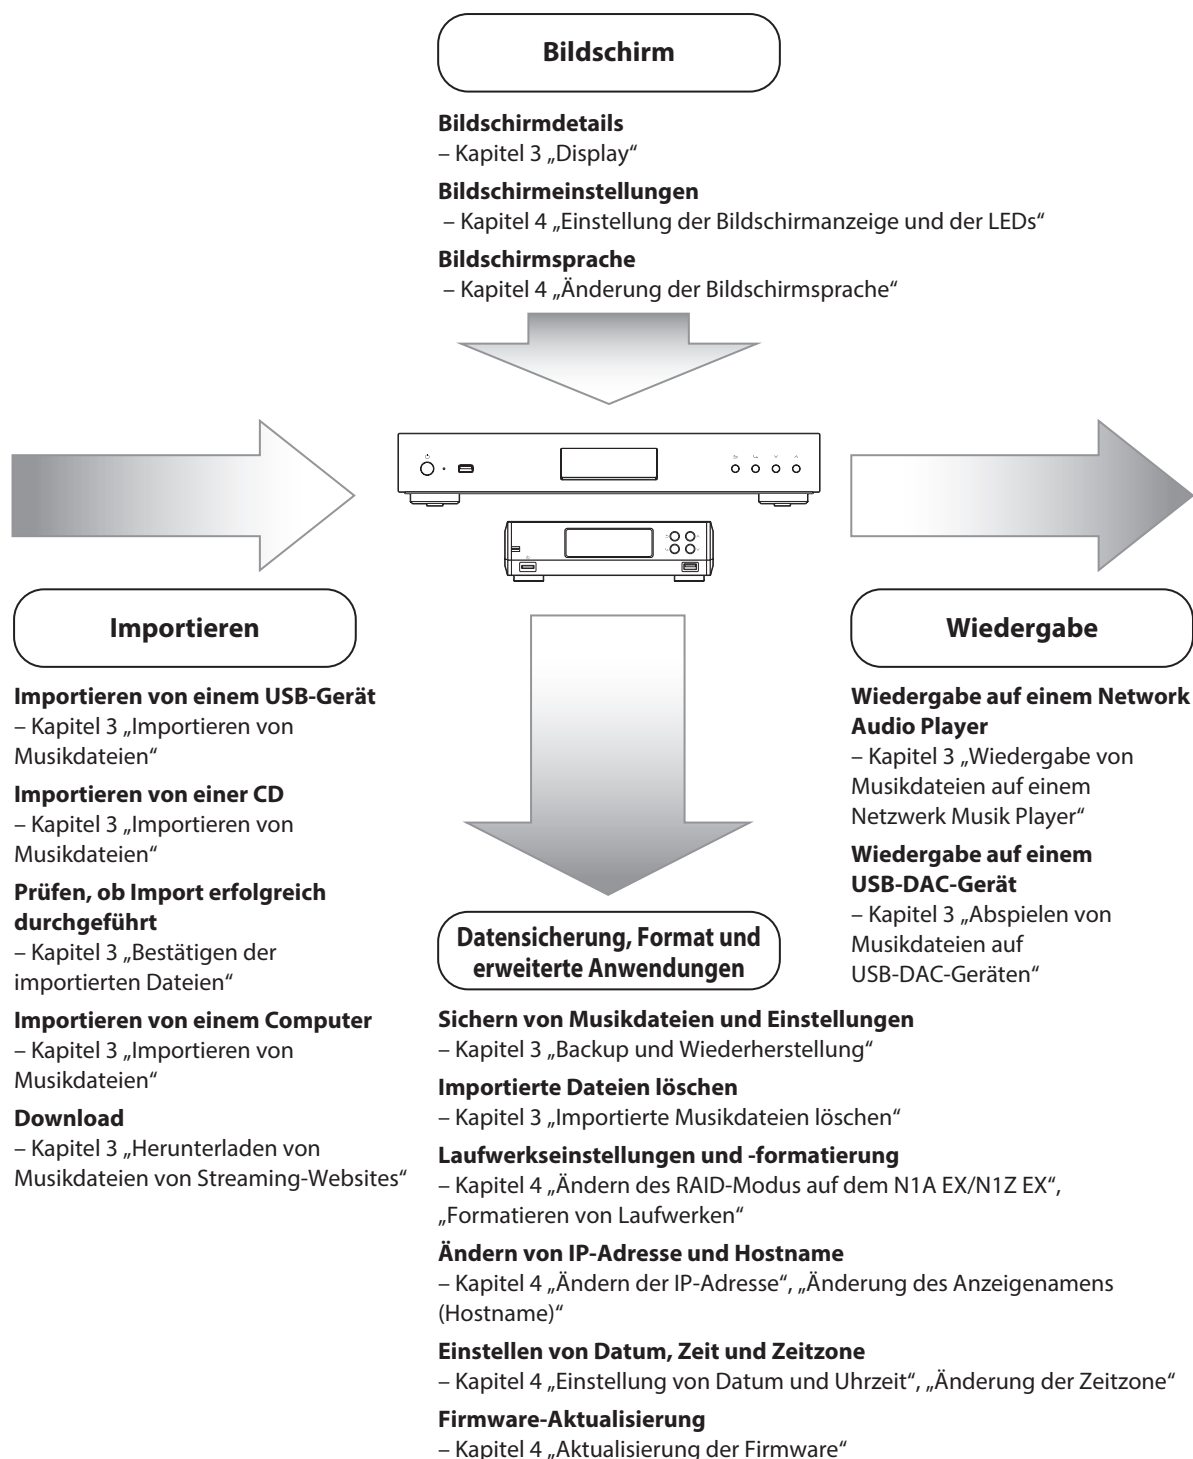 Bildschirm
Bildschirmdetails
– Kapitel 3 „Display“
Bildschirmeinstellungen
– Kapitel 4 „Einstellung der Bildschirmanzeige und der LEDs“
Bildschirmsprache
– Kapitel 4 „Änderung der Bildschirmsprache“
Importieren
Importieren von einem USB-Gerät
– Kapitel 3 „Importieren von
Musikdateien“
Importieren von einer CD
– Kapitel 3 „Importieren von
Musikdateien“
Prüfen, ob Import erfolgreich
durchgeführt
– Kapitel 3 „Bestätigen der
importierten Dateien“
Importieren von einem Computer
– Kapitel 3 „Importieren von
Musikdateien“
Download
– Kapitel 3 „Herunterladen von
Musikdateien von Streaming-Websites“
Wiedergabe
Wiedergabe auf einem Network
Audio Player
– Kapitel 3 „Wiedergabe von
Musikdateien auf einem
Netzwerk Musik Player“
Wiedergabe auf einem
USB-DAC-Gerät
– Kapitel 3 „Abspielen von
Musikdateien auf
USB-DAC-Geräten“
Datensicherung, Format und
erweiterte Anwendungen
Sichern von Musikdateien und Einstellungen
– Kapitel 3 „Backup und Wiederherstellung“
Importierte Dateien löschen
– Kapitel 3 „Importierte Musikdateien löschen“
Laufwerkseinstellungen und -formatierung
– Kapitel 4 „Ändern des RAID-Modus auf dem N1A EX/N1Z EX“,
„Formatieren von Laufwerken“
Ändern von IP-Adresse und Hostname
– Kapitel 4 „Ändern der IP-Adresse“, „Änderung des Anzeigenamens
(Hostname)“
Einstellen von Datum, Zeit und Zeitzone
– Kapitel 4 „Einstellung von Datum und Uhrzeit“, „Änderung der Zeitzone“
Firmware-Aktualisierung
– Kapitel 4 „Aktualisierung der Firmware“